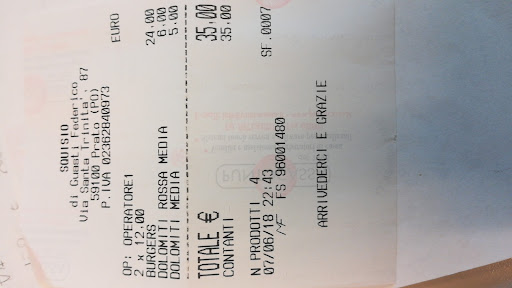 SQUISIO
di Guasti Federico
Via Santa Trinita', 87
59100 Prato (PO)
P.IVA 02362840973
EURO
OP: OPERATORE1
2 x 12.00
BURGERS 24.00
DOLOMITI ROSSA MEDIA 6.00
DOLOMITI MEDIA 5.00
TOTALE € 35,00
CONTANTI 35,00
N PRODOTTI 4
07/06/18 22:43 SF.0007
FS 96001480
ARRIVEDERCI E GRAZIE